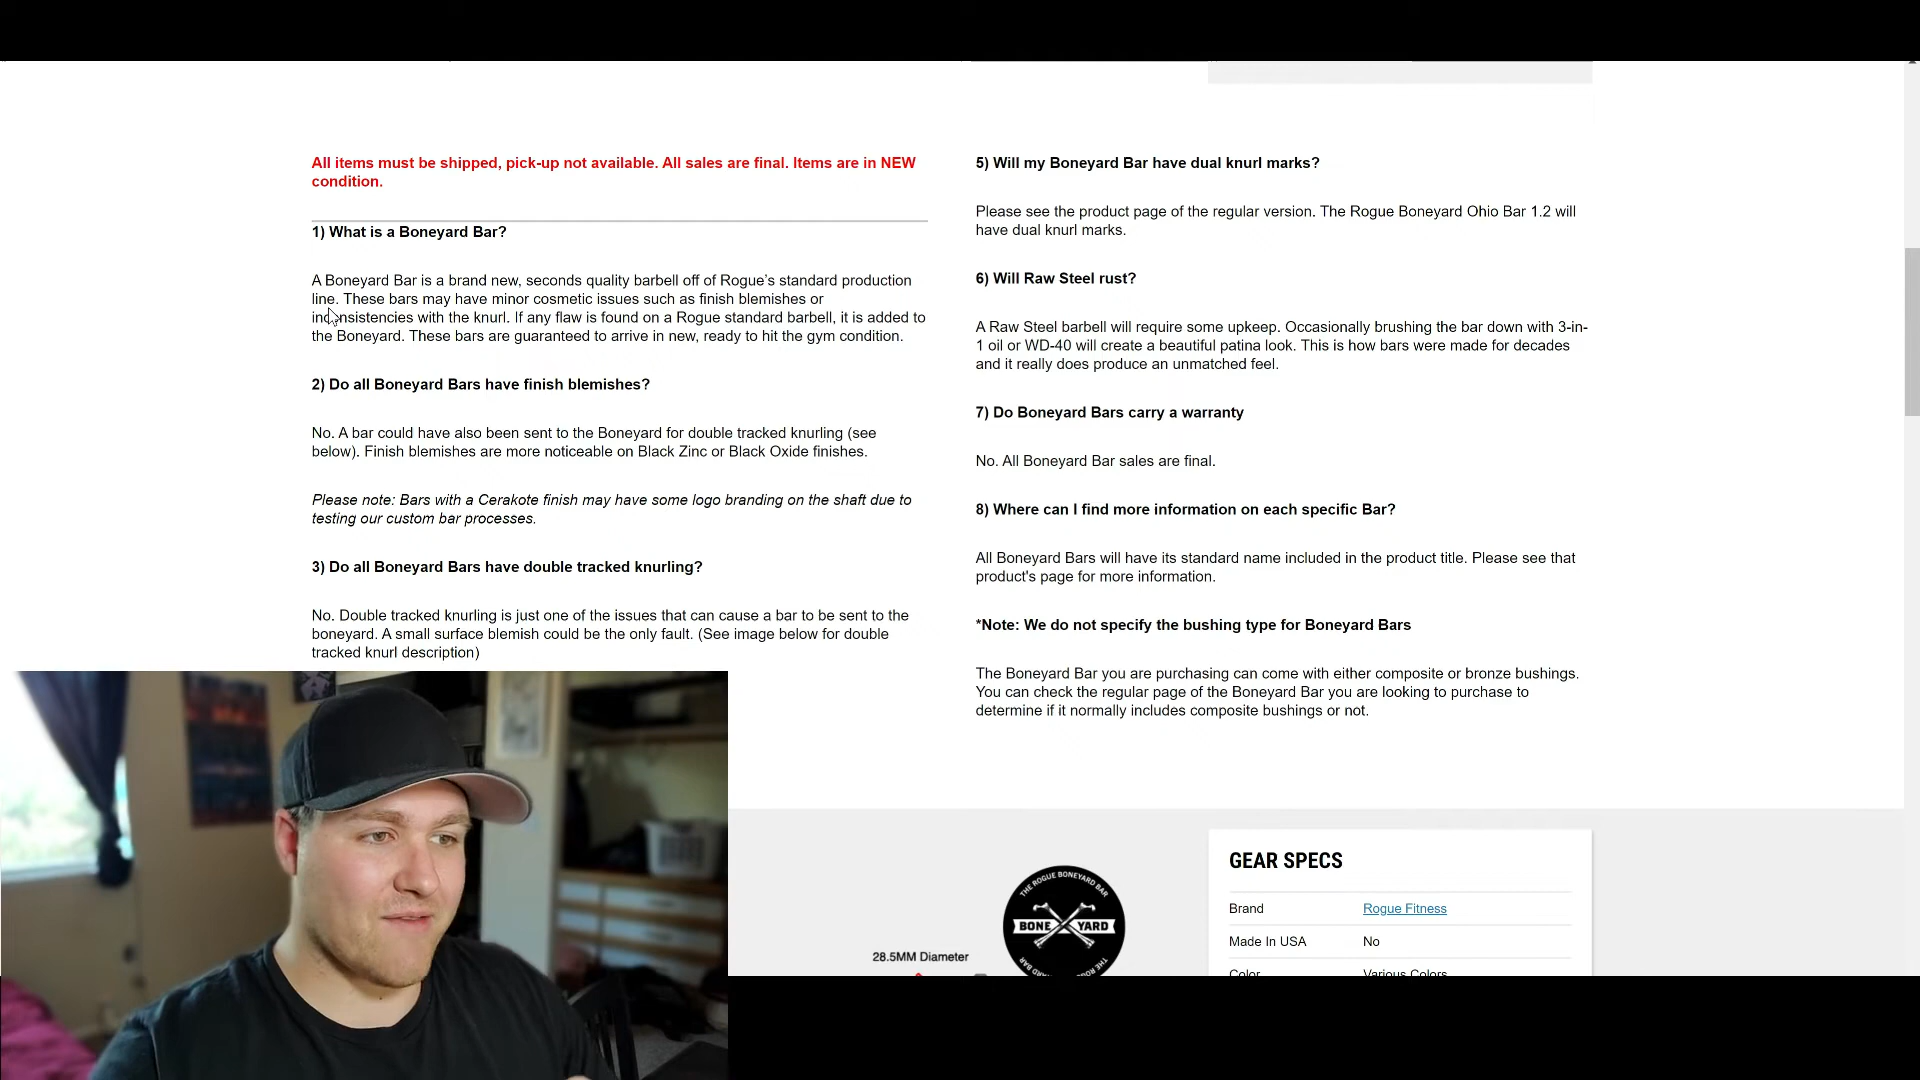 All items must be shipped, pick-up not available. All sales are final. Items are in NEW
condition.
1) What is a Boneyard Bar?
A Boneyard Bar is a brand new, seconds quality barbell off of Rogue's standard production
line. These bars may have minor cosmetic issues such as finish blemishes or
inconsistencies with the knurl. If any flaw is found on a Rogue standard barbell, it is added to
the Boneyard. These bars are guaranteed to arrive in new, ready to hit the gym condition.
2) Do all Boneyard Bars have finish blemishes?
No. A bar could have also been sent to the Boneyard for double tracked knurling (see
below). Finish blemishes are more noticeable on Black Zinc or Black Oxide finishes.
Please note: Bars with a Cerakote finish may have some logo branding on the shaft due to
testing our custom bar processes.
3) Do all Boneyard Bars have double tracked knurling?
No. Double tracked knurling is just one of the issues that can cause a bar to be sent to the
boneyard. A small surface blemish could be the only fault. (See image below for double
tracked knurl description)
5) Will my Boneyard Bar have dual knurl marks?
Please see the product page of the regular version. The Rogue Boneyard Ohio Bar 1.2 will
have dual knurl marks.
6) Will Raw Steel rust?
A Raw Steel barbell will require some upkeep. Occasionally brushing the bar down with 3-in-
1 oil or WD-40 will create a beautiful patina look. This is how bars were made for decades
and it really does produce an unmatched feel.
7) Do Boneyard Bars carry a warranty
No. All Boneyard Bar sales are final.
8) Where can I find more information on each specific Bar?
All Boneyard Bars will have its standard name included in the product title. Please see that
product's page for more information.
*Note: We do not specify the bushing type for Boneyard Bars
The Boneyard Bar you are purchasing can come with either composite or bronze bushings.
You can check the regular page of the Boneyard Bar you are looking to purchase to
determine if it normally includes composite bushings or not.
28.5MM Diameter
THE ROGUE BONEYARD BAR
BONE YARD
GEAR SPECS
Brand Rogue Fitness
Made In USA No
Color Various Colors